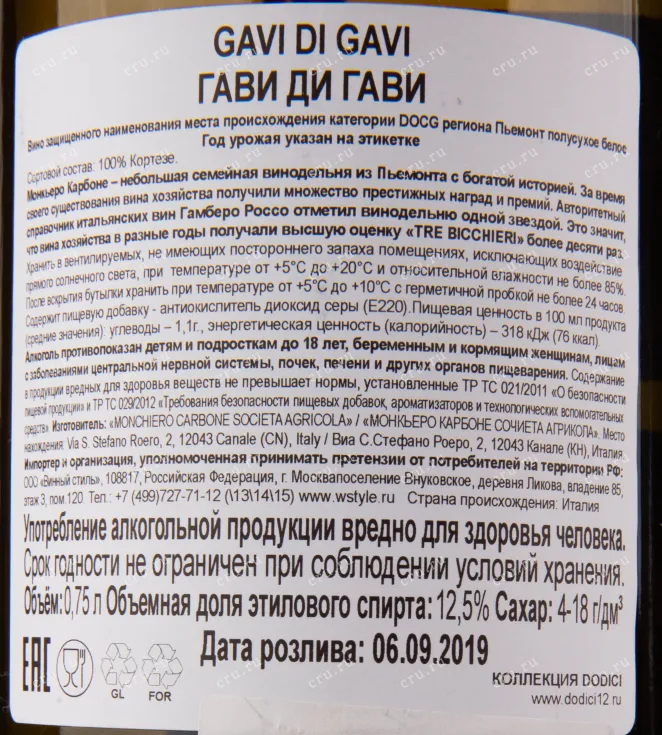 GAVI DI GAVI
ГАВИ ДИ ГАВИ
Вино защищенного наименования места происхождения категории DOCG региона Пьемонт полусухое белое
Год урожая указан на этикетке
Сортовой состав: 100% Кортезе.
Монкьеро Карбоне – небольшая семейная винодельня из Пьемонта с богатой историей. За время
своего существования вина хозяйства получили множество престижных наград и премий. Авторитетный
справочник итальянских вин Гамберо Россо отметил винодельню одной звездой. Это значит,
что вина хозяйства в разные годы получали высшую оценку «TRE BICCHIERI» более десяти раз.
Хранить в вентилируемых, не имеющих постороннего запаха помещениях, исключающих воздействие
прямого солнечного света, при температуре от +5°С до +20°С и относительной влажности не более 85%.
После вскрытия бутылки хранить при температуре от +5°С до +10°С с герметичной пробкой не более 24 часов.
Содержит пищевую добавку - антиокислитель диоксид серы (Е220).Пищевая ценность в 100 мл продукта
(средние значения): углеводы – 1,1г., энергетическая ценность (калорийность) – 318 кДж (76 ккал).
Алкоголь противопоказан детям и подросткам до 18 лет, беременным и кормящим женщинам, лицам
с заболеваниями центральной нервной системы, почек, печени и других органов пищеварения. Содержание
в продукции вредных для здоровья веществ не превышает нормы, установленные ТР ТС 021/2011 «О безопасности
пищевой продукции» и ТР ТС 029/2012 «Требования безопасности пищевых добавок, ароматизаторов и технологических вспомогательных
средств» Изготовитель: «MONCHIERO CARBONE SOCIETA AGRICOLA» / «МОНКЬЕРО КАРБОНЕ СОЧИЕТА АГРИКОЛА». Место
нахождения: Via S. Stefano Roero, 2, 12043 Canale (CN), Italy / Виа С.Стефано Роеро, 2, 12043 Канале (КН), Италия.
Импортер и организация, уполномоченная принимать претензии от потребителей на территории РФ:
ООО «Винный стиль», 108817, Российская Федерация, г. Москвапоселение Внуковское, деревня Ликова, владение 85,
этаж 3, пом.120. Тел.: +7 (499)727-71-12 (\13\14\15) www.wstyle.ru Страна происхождения: Италия
Употребление алкогольной продукции вредно для здоровья человека.
Срок годности не ограничен при соблюдении условий хранения.
Объём: 0,75 л Объемная доля этилового спирта: 12,5% Сахар: 4-18 г/дм³
Дата розлива: 06.09.2019
EAC
GL
FOR
КОЛЛЕКЦИЯ DODICI
www.dodici12.ru